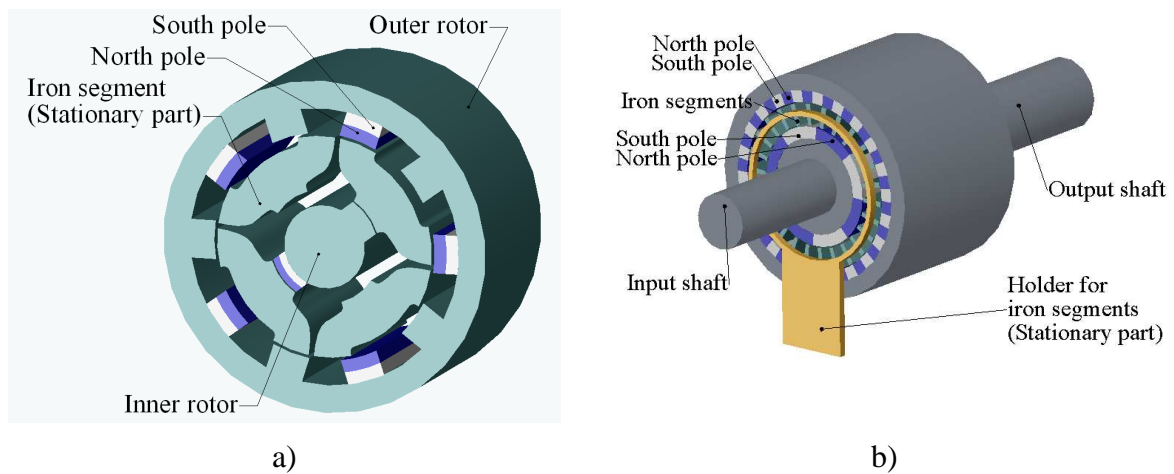 South pole
Outer rotor
North pole
Iron segment
(Stationary part)
Inner rotor
a)
North pole
South pole
Iron segments
South pole
North pole
Output shaft
Input shaft
Holder for
iron segments
(Stationary part)
b)